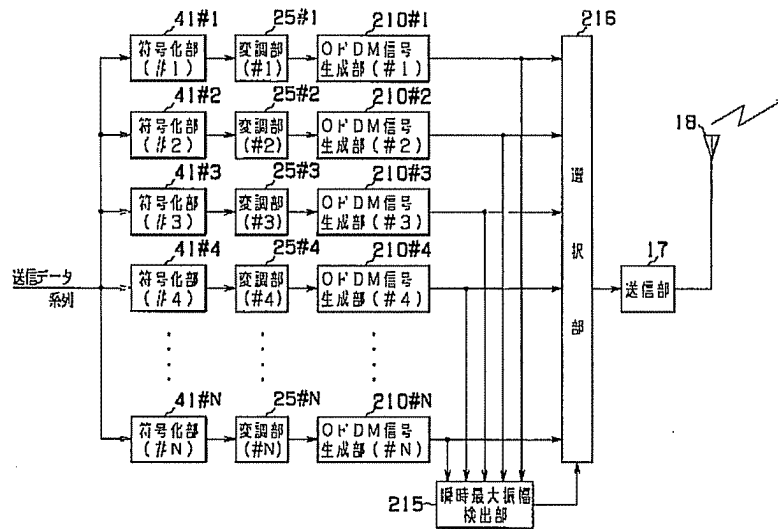 41#1
25#1
210#1
216
符号化部
(#1)
変調部
(#1)
OFDM信号
生成部(#1)
41#2
25#2
210#2
符号化部
(#2)
変調部
(#2)
OFDM信号
生成部(#2)
18
41#3
25#3
210#3
符号化部
(#3)
変調部
(#3)
OFDM信号
生成部(#3)
選択部
41#4
25#4
210#4
17
送信データ
系列
符号化部
(#4)
変調部
(#4)
OFDM信号
生成部(#4)
送信部
41#N
25#N
210#N
符号化部
(#N)
変調部
(#N)
OFDM信号
生成部(#N)
215
瞬時最大振幅
検出部